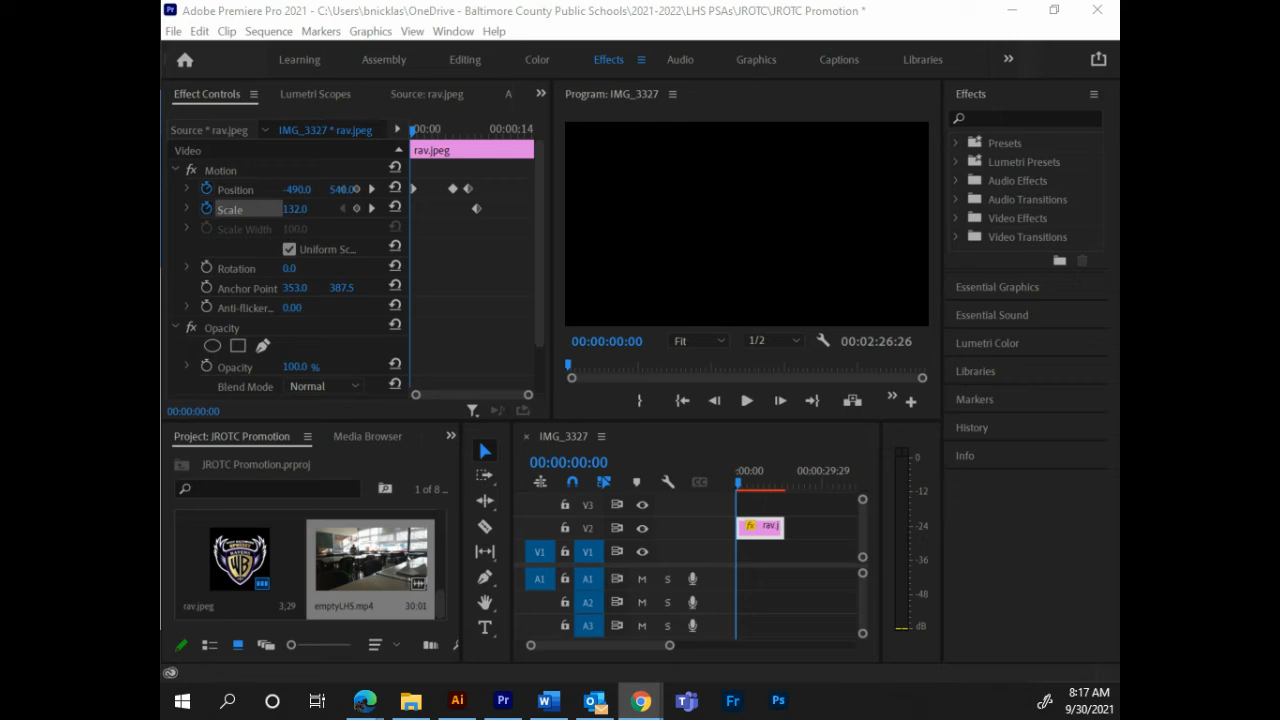 Adobe Premiere Pro 2021 - C:\Users\bnicklas\OneDrive - Baltimore County Public Schools\2021-2022\LHS PSAs\JROTC\JROTC Promotion *
File Edit Clip Sequence Markers Graphics View Window Help
Learning Assembly Editing Color Effects Audio Graphics Captions Libraries
Effect Controls Lumetri Scopes Source: rav.jpeg A
Source * rav.jpeg IMG_3327 * rav.jpeg :00:00 00:00:14
Video rav.jpeg
fx Motion
Position -490.0 540.0
Scale 132.0
Scale Width 100.0
Uniform Sc...
Rotation 0.0
Anchor Point 353.0 387.5
Anti-flicker... 0.00
fx Opacity
Opacity 100.0 %
Blend Mode Normal
00:00:00:00
Program: IMG_3327
00:00:00:00 Fit 1/2 00:02:26:26
Effects
Presets
Lumetri Presets
Audio Effects
Audio Transitions
Video Effects
Video Transitions
Essential Graphics
Essential Sound
Lumetri Color
Libraries
Markers
History
Info
Project: JROTC Promotion Media Browser
JROTC Promotion.prproj
1 of 8 ...
rav.jpeg 3;29
emptyLHS.mp4 30:01
× IMG_3327
00:00:00:00
:00:00 00:00:29:29
V3
V2 fx rav.j
V1 V1
A1 A1 M S
A2 M S
A3 M S
0
-12
-24
-36
-48
dB
Ai Pr Fr Ps
8:17 AM
9/30/2021